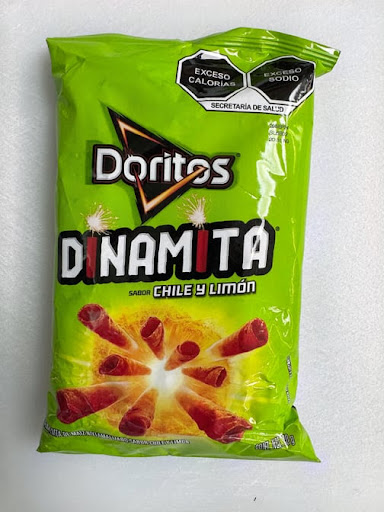 EXCESO
CALORÍAS
EXCESO
SODIO
SECRETARÍA DE SALUD
Doritos
DINAMITA
SABOR CHILE Y LIMÓN